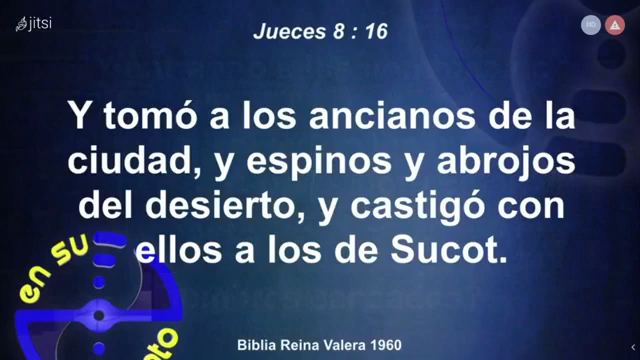 jitsi
Jueces 8 : 16
Y tomó a los ancianos de la
ciudad, y espinos y abrojos
del desierto, y castigó con
ellos a los de Sucot.
en su
Biblia Reina Valera 1960